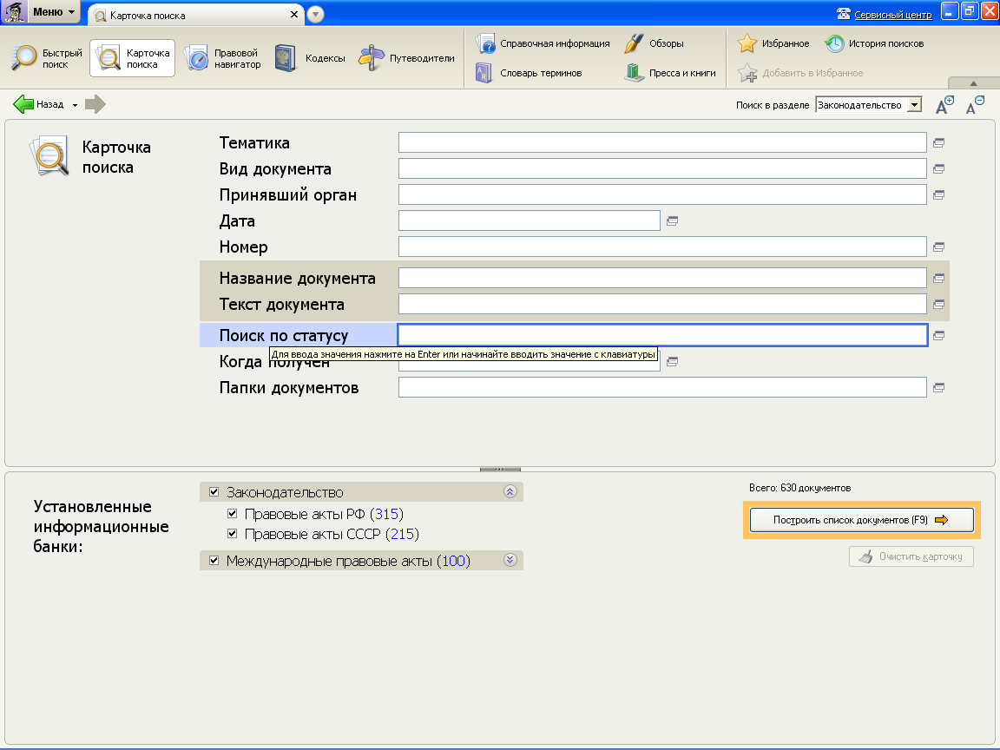 Меню
Карточка поиска
Сервисный центр
Быстрый
поиск
Карточка
поиска
Правовой
навигатор
Кодексы
Путеводители
Справочная информация
Обзоры
Словарь терминов
Пресса и книги
Избранное
История поисков
Добавить в Избранное
Назад
Поиск в разделе
Законодательство
Карточка
поиска
Тематика
Вид документа
Принявший орган
Дата
Номер
Название документа
Текст документа
Поиск по статусу
Для ввода значения нажмите на Enter или начинайте вводить значение с клавиатуры
Когда получен
Папки документов
Установленные
информационные
банки:
Законодательство
Правовые акты РФ (315)
Правовые акты СССР (215)
Международные правовые акты (100)
Всего: 630 документов
Построить список документов (F9)
Очистить карточку